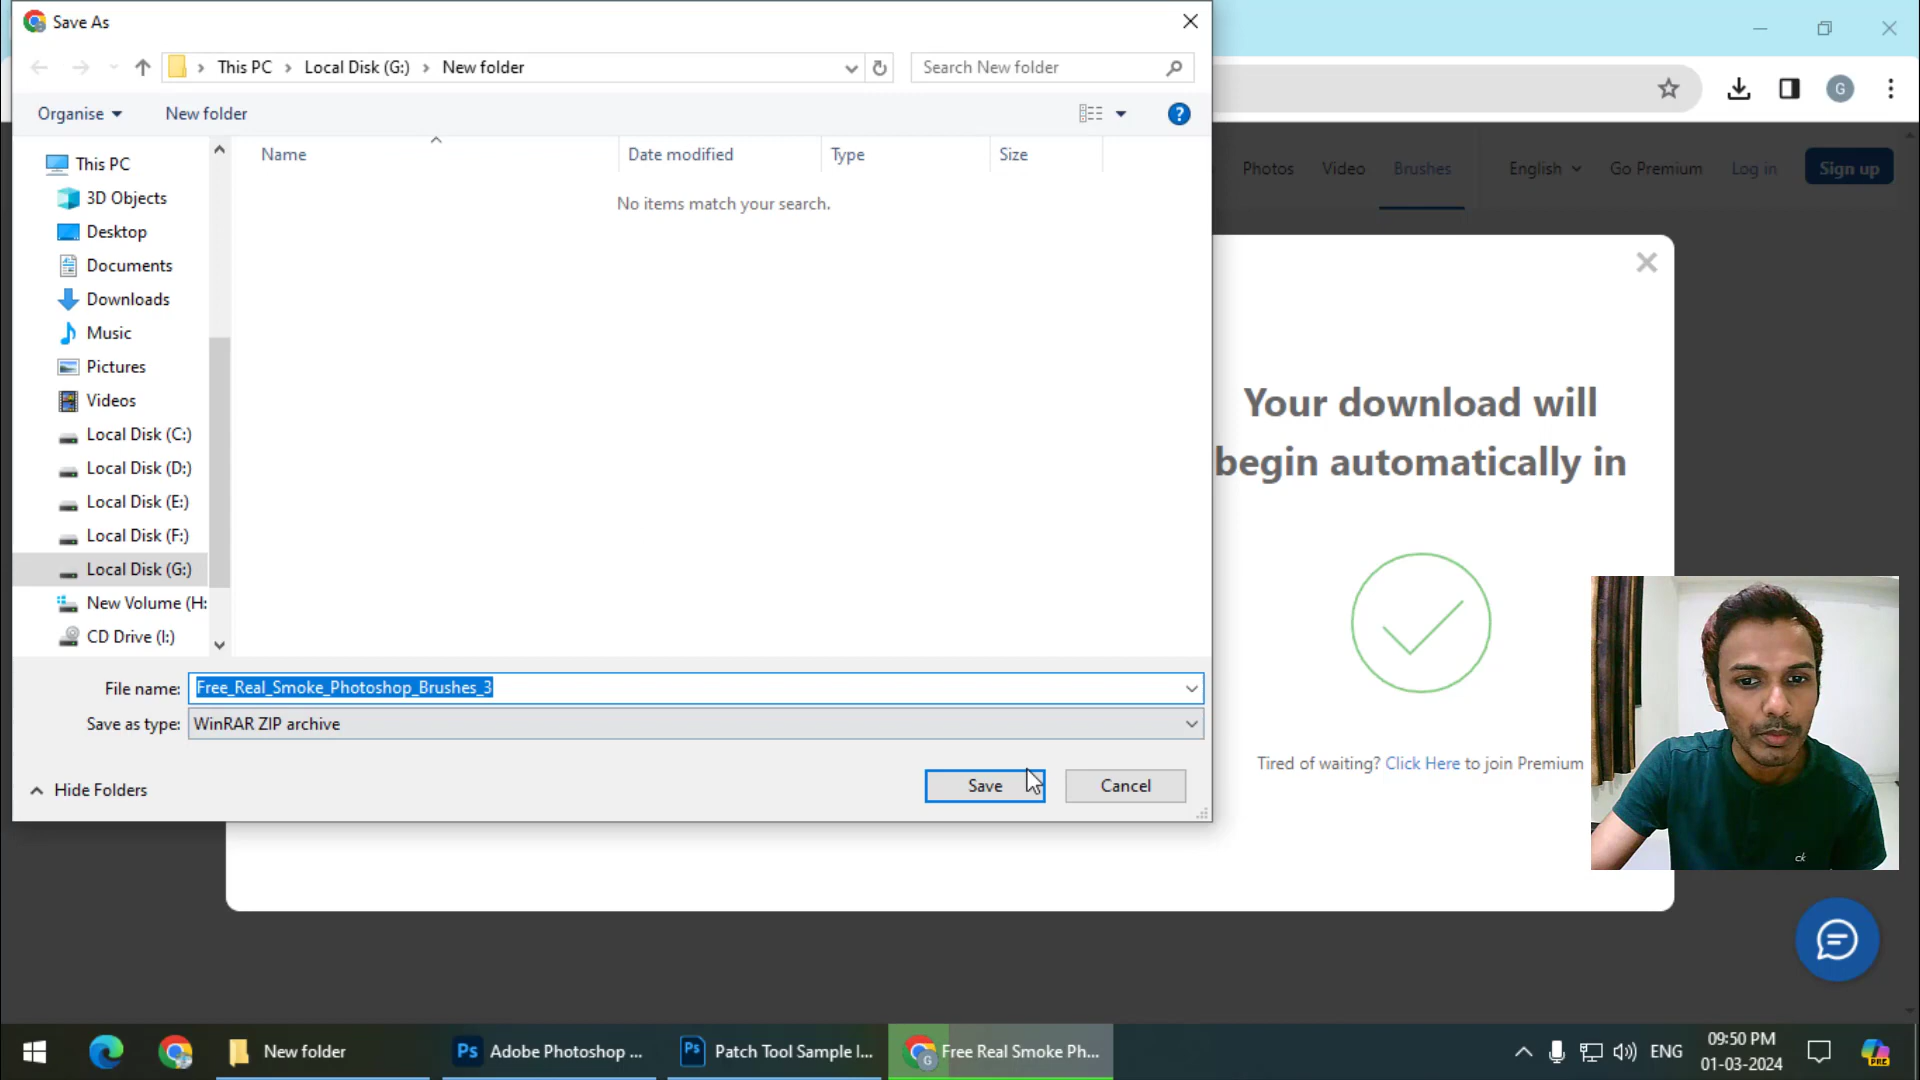 Save As
This PC > Local Disk (G:) > New folder
Search New folder
Organise
New folder
?
G
Name
Date modified
Type
Size
No items match your search.
This PC
3D Objects
Desktop
Documents
Downloads
Music
Pictures
Videos
Local Disk (C:)
Local Disk (D:)
Local Disk (E:)
Local Disk (F:)
Local Disk (G:)
New Volume (H:
CD Drive (I:)
File name: Free_Real_Smoke_Photoshop_Brushes_3
Save as type: WinRAR ZIP archive
Hide Folders
Save
Cancel
Photos
Video
Brushes
English
Go Premium
Log in
Sign up
Your download will
begin automatically in
Tired of waiting? Click Here to join Premium
ck
New folder
Ps Adobe Photoshop ...
Ps Patch Tool Sample I...
G Free Real Smoke Ph...
ENG
09:50 PM
01-03-2024
PRE